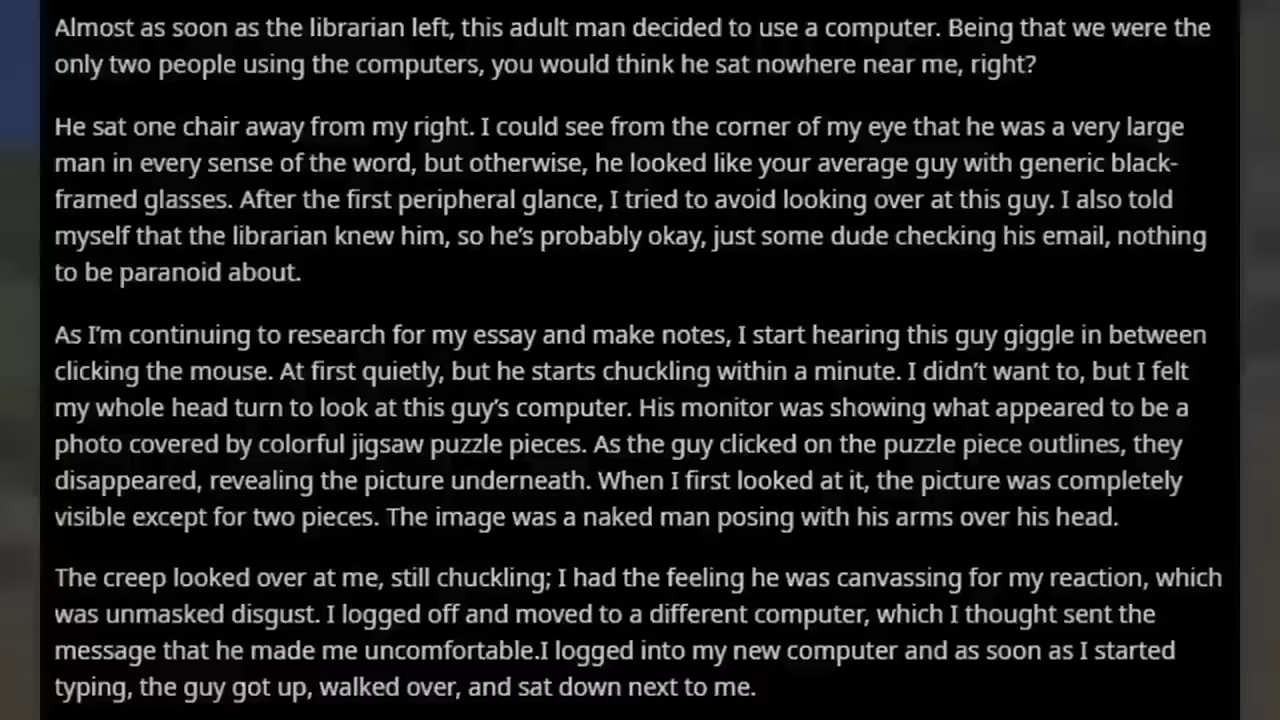 Almost as soon as the librarian left, this adult man decided to use a computer. Being that we were the
only two people using the computers, you would think he sat nowhere near me, right?
He sat one chair away from my right. I could see from the corner of my eye that he was a very large
man in every sense of the word, but otherwise, he looked like your average guy with generic black-
framed glasses. After the first peripheral glance, I tried to avoid looking over at this guy. I also told
myself that the librarian knew him, so he’s probably okay, just some dude checking his email, nothing
to be paranoid about.
As I’m continuing to research for my essay and make notes, I start hearing this guy giggle in between
clicking the mouse. At first quietly, but he starts chuckling within a minute. I didn’t want to, but I felt
my whole head turn to look at this guy’s computer. His monitor was showing what appeared to be a
photo covered by colorful jigsaw puzzle pieces. As the guy clicked on the puzzle piece outlines, they
disappeared, revealing the picture underneath. When I first looked at it, the picture was completely
visible except for two pieces. The image was a naked man posing with his arms over his head.
The creep looked over at me, still chuckling; I had the feeling he was canvassing for my reaction, which
was unmasked disgust. I logged off and moved to a different computer, which I thought sent the
message that he made me uncomfortable.I logged into my new computer and as soon as I started
typing, the guy got up, walked over, and sat down next to me.